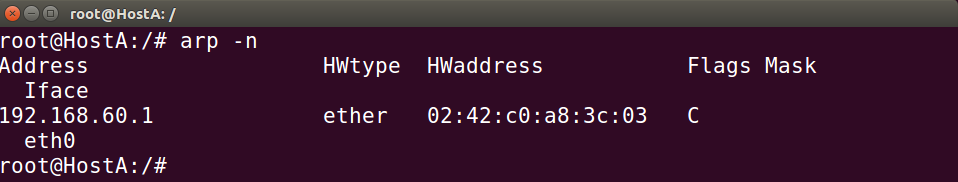 root@HostA: /
root@HostA:/# arp -n
Address                  HWtype  HWaddress           Flags Mask
  Iface
192.168.60.1             ether   02:42:c0:a8:3c:03   C
  eth0
root@HostA:/#